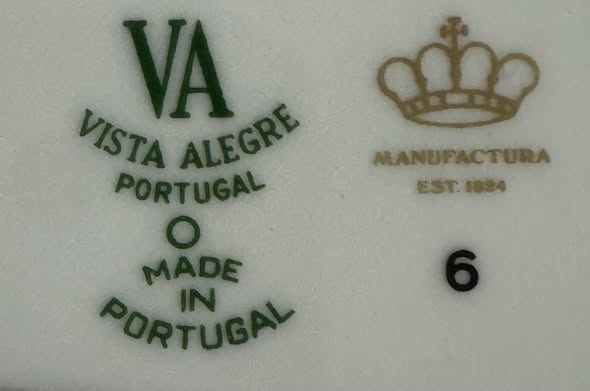 VA
VISTA ALEGRE
PORTUGAL
MADE
IN
PORTUGAL
MANUFACTURA
EST. 1824
6